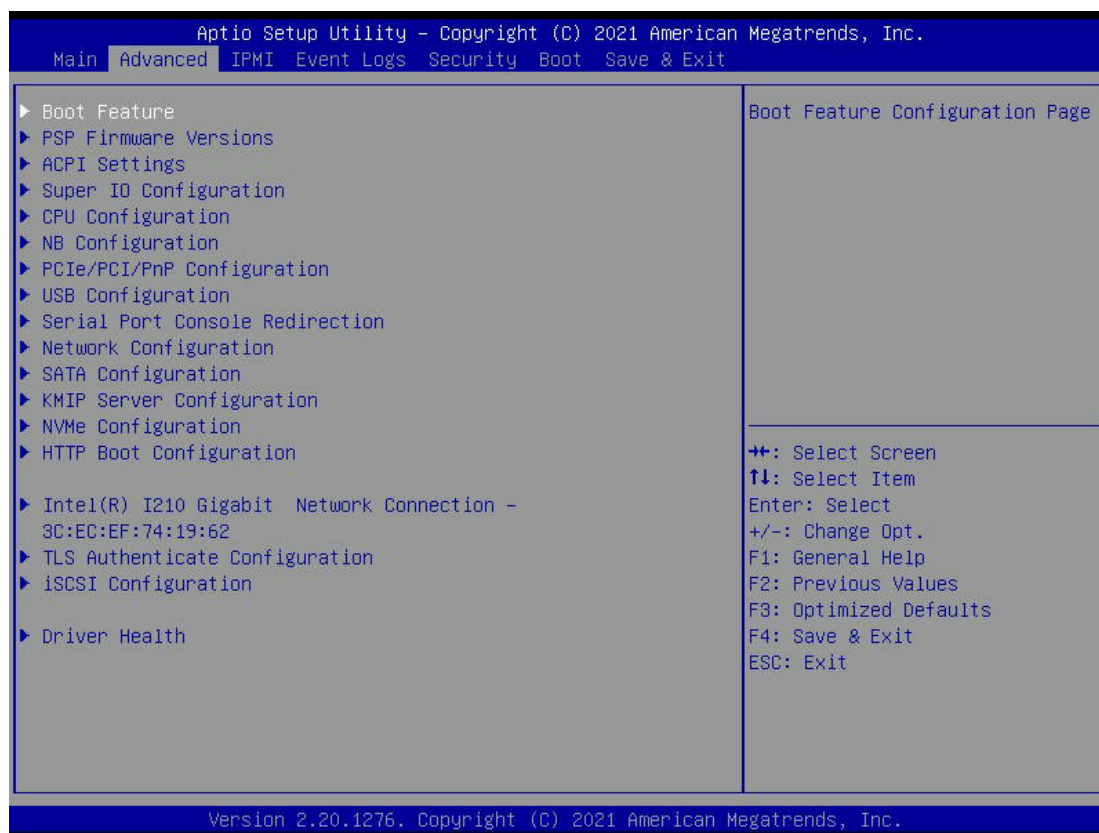 Aptio Setup Utility – Copyright (C) 2021 American Megatrends, Inc.
Main Advanced IPMI Event Logs Security Boot Save & Exit
Boot Feature
PSP Firmware Versions
ACPI Settings
Super IO Configuration
CPU Configuration
NB Configuration
PCIe/PCI/PnP Configuration
USB Configuration
Serial Port Console Redirection
Network Configuration
SATA Configuration
KMIP Server Configuration
NVMe Configuration
HTTP Boot Configuration
Intel(R) I210 Gigabit  Network Connection –
3C:EC:EF:74:19:62
TLS Authenticate Configuration
iSCSI Configuration
Driver Health
Boot Feature Configuration Page
→←: Select Screen
↑↓: Select Item
Enter: Select
+/-: Change Opt.
F1: General Help
F2: Previous Values
F3: Optimized Defaults
F4: Save & Exit
ESC: Exit
Version 2.20.1276. Copyright (C) 2021 American Megatrends, Inc.